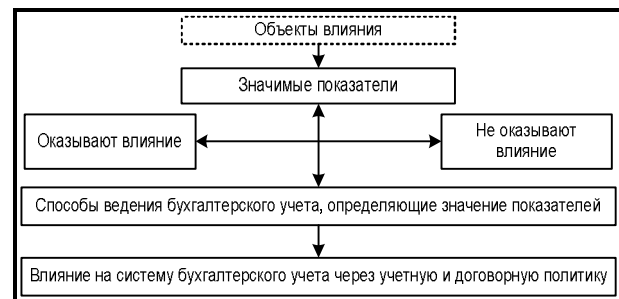 Объекты влияния
Значимые показатели
Оказывают влияние
Не оказывают
влияние
Способы ведения бухгалтерского учета, определяющие значение показателей
Влияние на систему бухгалтерского учета через учетную и договорную политику